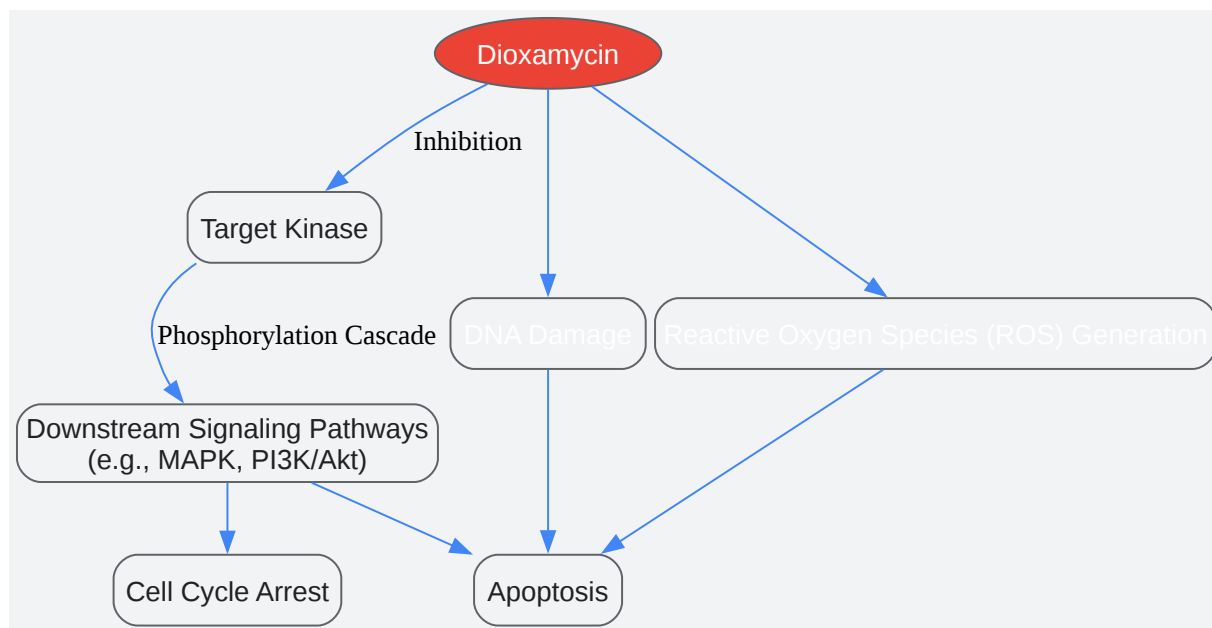 Dioxamycin
Inhibition
Target Kinase
Phosphorylation Cascade
DNA Damage
Reactive Oxygen Species (ROS) Generation
Downstream Signaling Pathways
(e.g., MAPK, PI3K/Akt)
Cell Cycle Arrest
Apoptosis